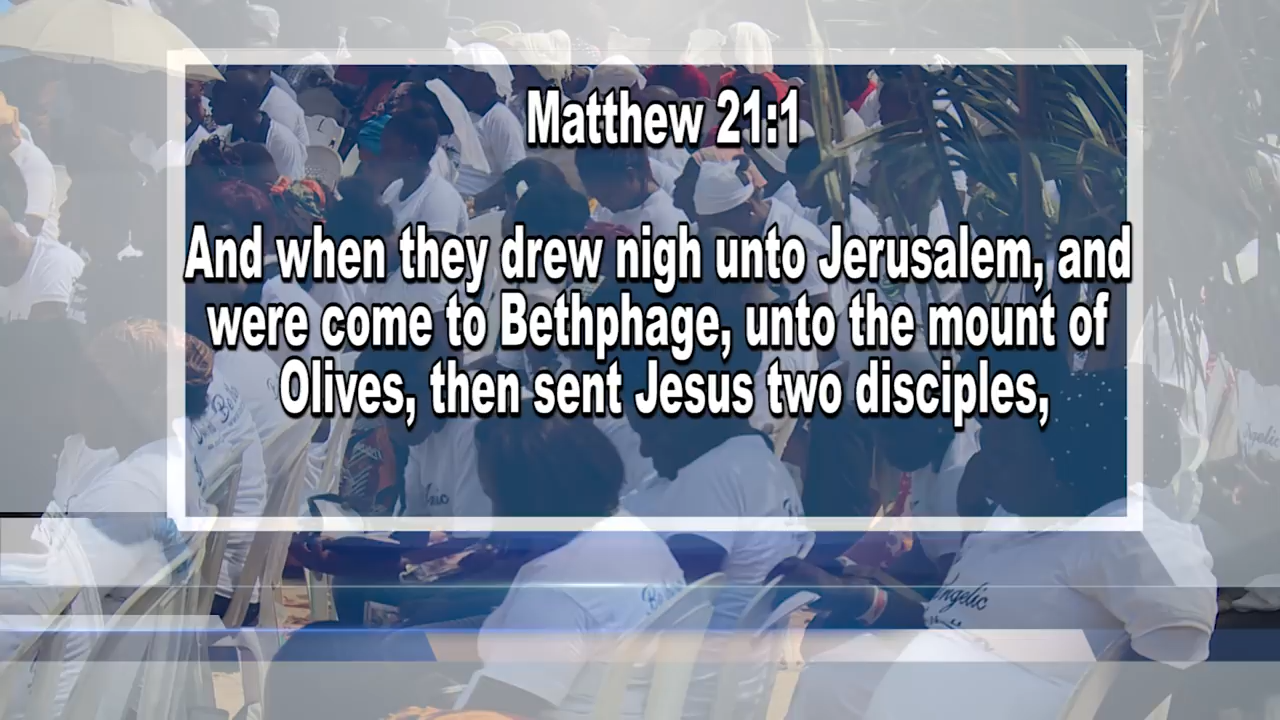 Matthew 21:1
And when they drew nigh unto Jerusalem, and
were come to Bethphage, unto the mount of
Olives, then sent Jesus two disciples,
Angelic